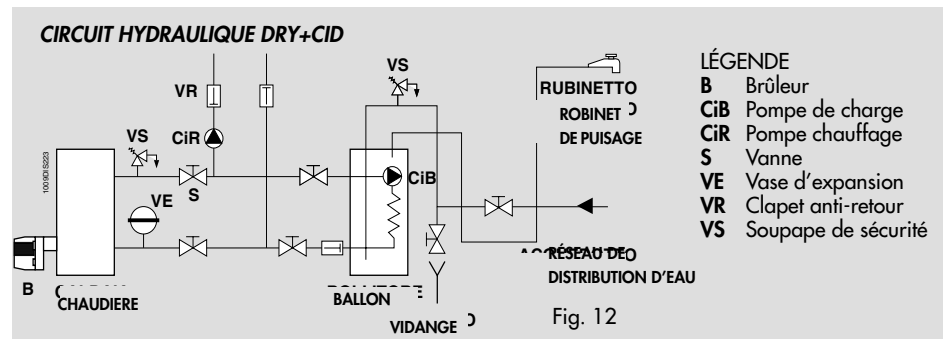 CIRCUIT HYDRAULIQUE DRY+CID
VS
VR
CiR
VS
S
VE
1009DIS223
B
CHAUDIERE
CiB
BALLON
VIDANGE
RUBINETTO
ROBINET
DE PUISAGE
RÉSEAU DE
DISTRIBUTION D'EAU
Fig. 12
LÉGENDE
B Brûleur
CiB Pompe de charge
CiR Pompe chauffage
S Vanne
VE Vase d'expansion
VR Clapet anti-retour
VS Soupape de sécurité